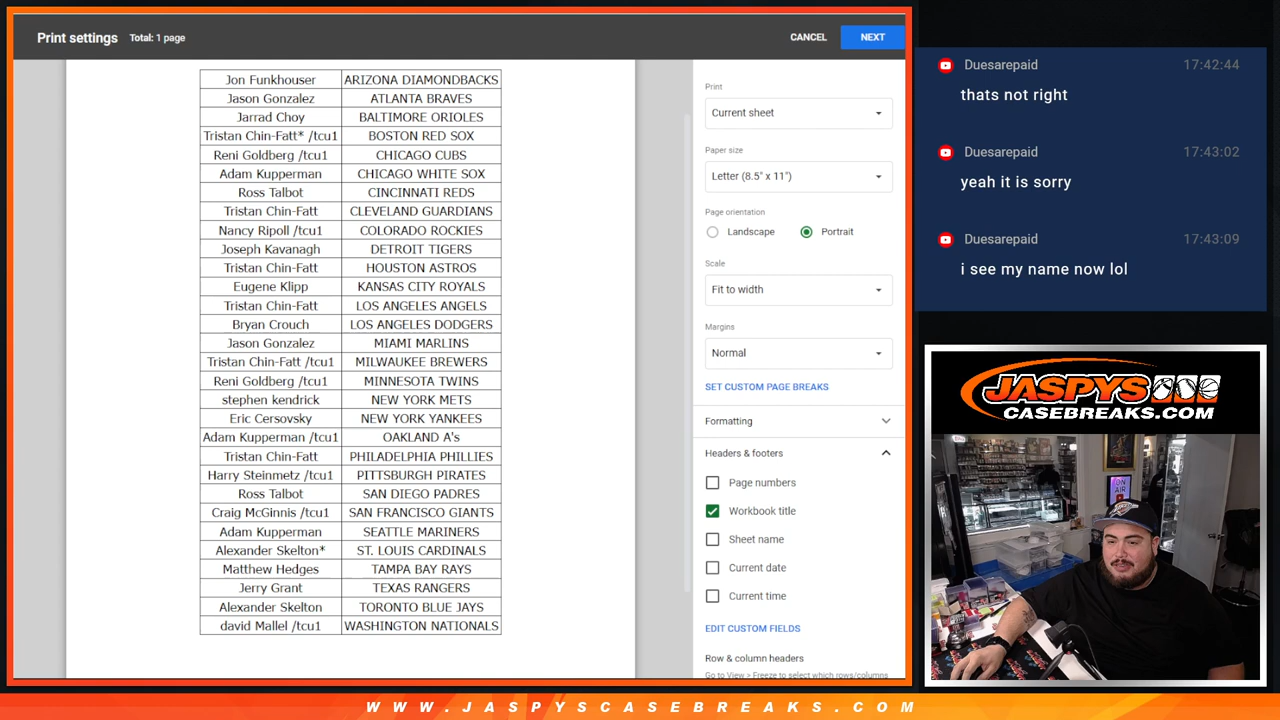 Print settings Total: 1 page CANCEL NEXT
Jon Funkhouser ARIZONA DIAMONDBACKS
Jason Gonzalez ATLANTA BRAVES
Jarrad Choy BALTIMORE ORIOLES
Tristan Chin-Fatt* /tcu1 BOSTON RED SOX
Reni Goldberg /tcu1 CHICAGO CUBS
Adam Kupperman CHICAGO WHITE SOX
Ross Talbot CINCINNATI REDS
Tristan Chin-Fatt CLEVELAND GUARDIANS
Nancy Ripoll /tcu1 COLORADO ROCKIES
Joseph Kavanagh DETROIT TIGERS
Tristan Chin-Fatt HOUSTON ASTROS
Eugene Klipp KANSAS CITY ROYALS
Tristan Chin-Fatt LOS ANGELES ANGELS
Bryan Crouch LOS ANGELES DODGERS
Jason Gonzalez MIAMI MARLINS
Tristan Chin-Fatt /tcu1 MILWAUKEE BREWERS
Reni Goldberg /tcu1 MINNESOTA TWINS
stephen kendrick NEW YORK METS
Eric Cersovsky NEW YORK YANKEES
Adam Kupperman /tcu1 OAKLAND A's
Tristan Chin-Fatt PHILADELPHIA PHILLIES
Harry Steinmetz /tcu1 PITTSBURGH PIRATES
Ross Talbot SAN DIEGO PADRES
Craig McGinnis /tcu1 SAN FRANCISCO GIANTS
Adam Kupperman SEATTLE MARINERS
Alexander Skelton* ST. LOUIS CARDINALS
Matthew Hedges TAMPA BAY RAYS
Jerry Grant TEXAS RANGERS
Alexander Skelton TORONTO BLUE JAYS
david Mallel /tcu1 WASHINGTON NATIONALS
Print
Current sheet
Paper size
Letter (8.5" x 11")
Page orientation
Landscape Portrait
Scale
Fit to width
Margins
Normal
SET CUSTOM PAGE BREAKS
Formatting
Headers & footers
Page numbers
Workbook title
Sheet name
Current date
Current time
EDIT CUSTOM FIELDS
Row & column headers
Go to View > Freeze to select which rows/columns
Duesarepaid 17:42:44
thats not right
Duesarepaid 17:43:02
yeah it is sorry
Duesarepaid 17:43:09
i see my name now lol
JASPYS
CASEBREAKS.COM
ON
AIR
WWW.JASPYSCASEBREAKS.COM